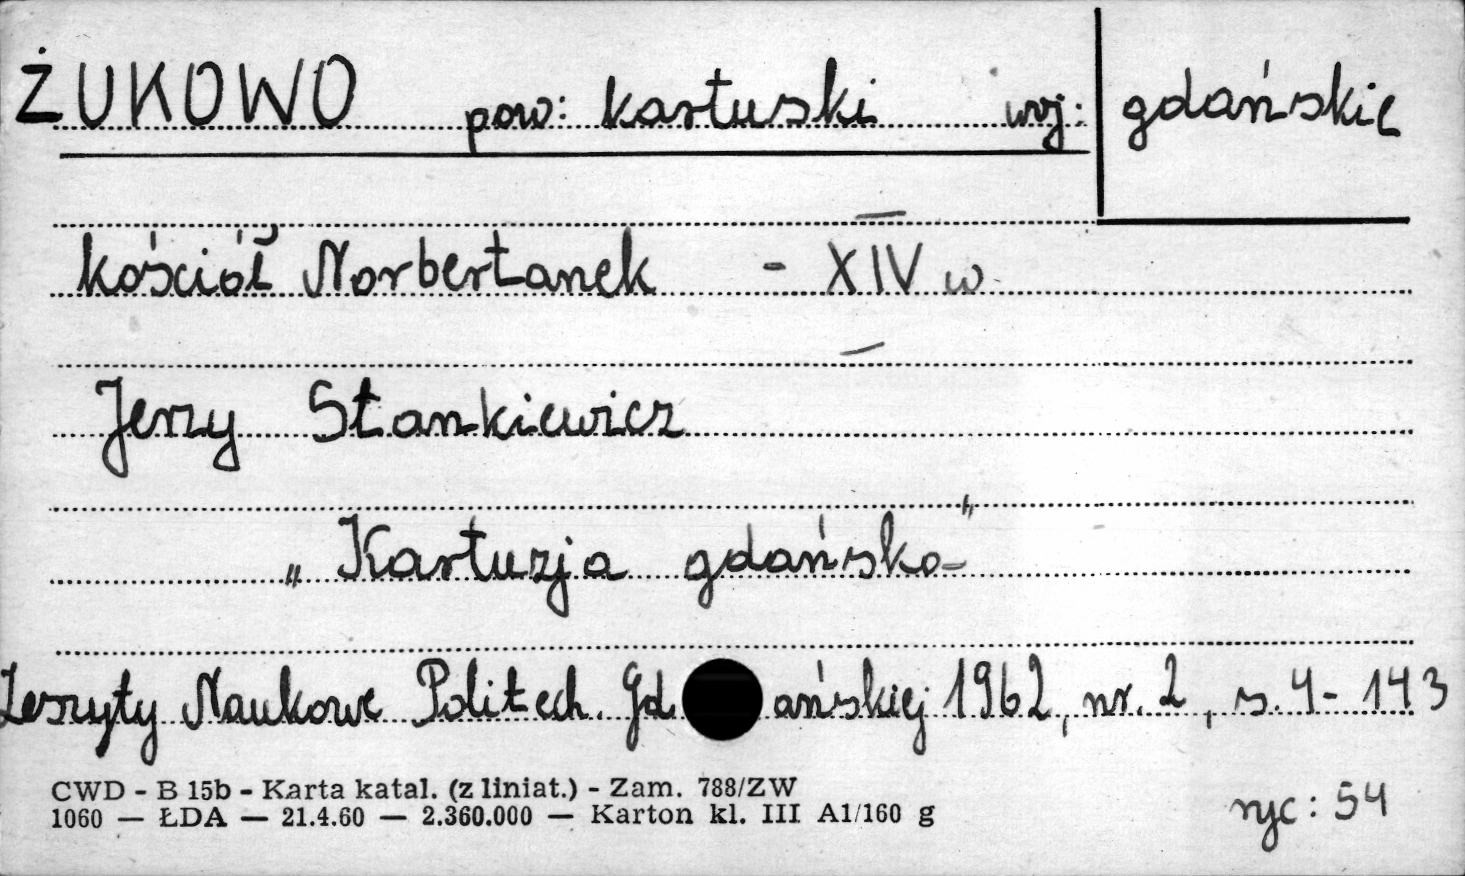 ŻUKOWO pow: kartuski woj: gdańskie
kościół Norbertanek - XIV w.
Jerzy Stankiewicz
„Kartuzja gdańska"
Zeszyty Naukowe Politech. Gdańskiej 1962, nr. 2, s. 4-143
CWD - B 15b - Karta katal. (z liniat.) - Zam. 788/ZW
1060 — ŁDA — 21.4.60 — 2.360.000 — Karton kl. III A1/160 g
ryc: 54